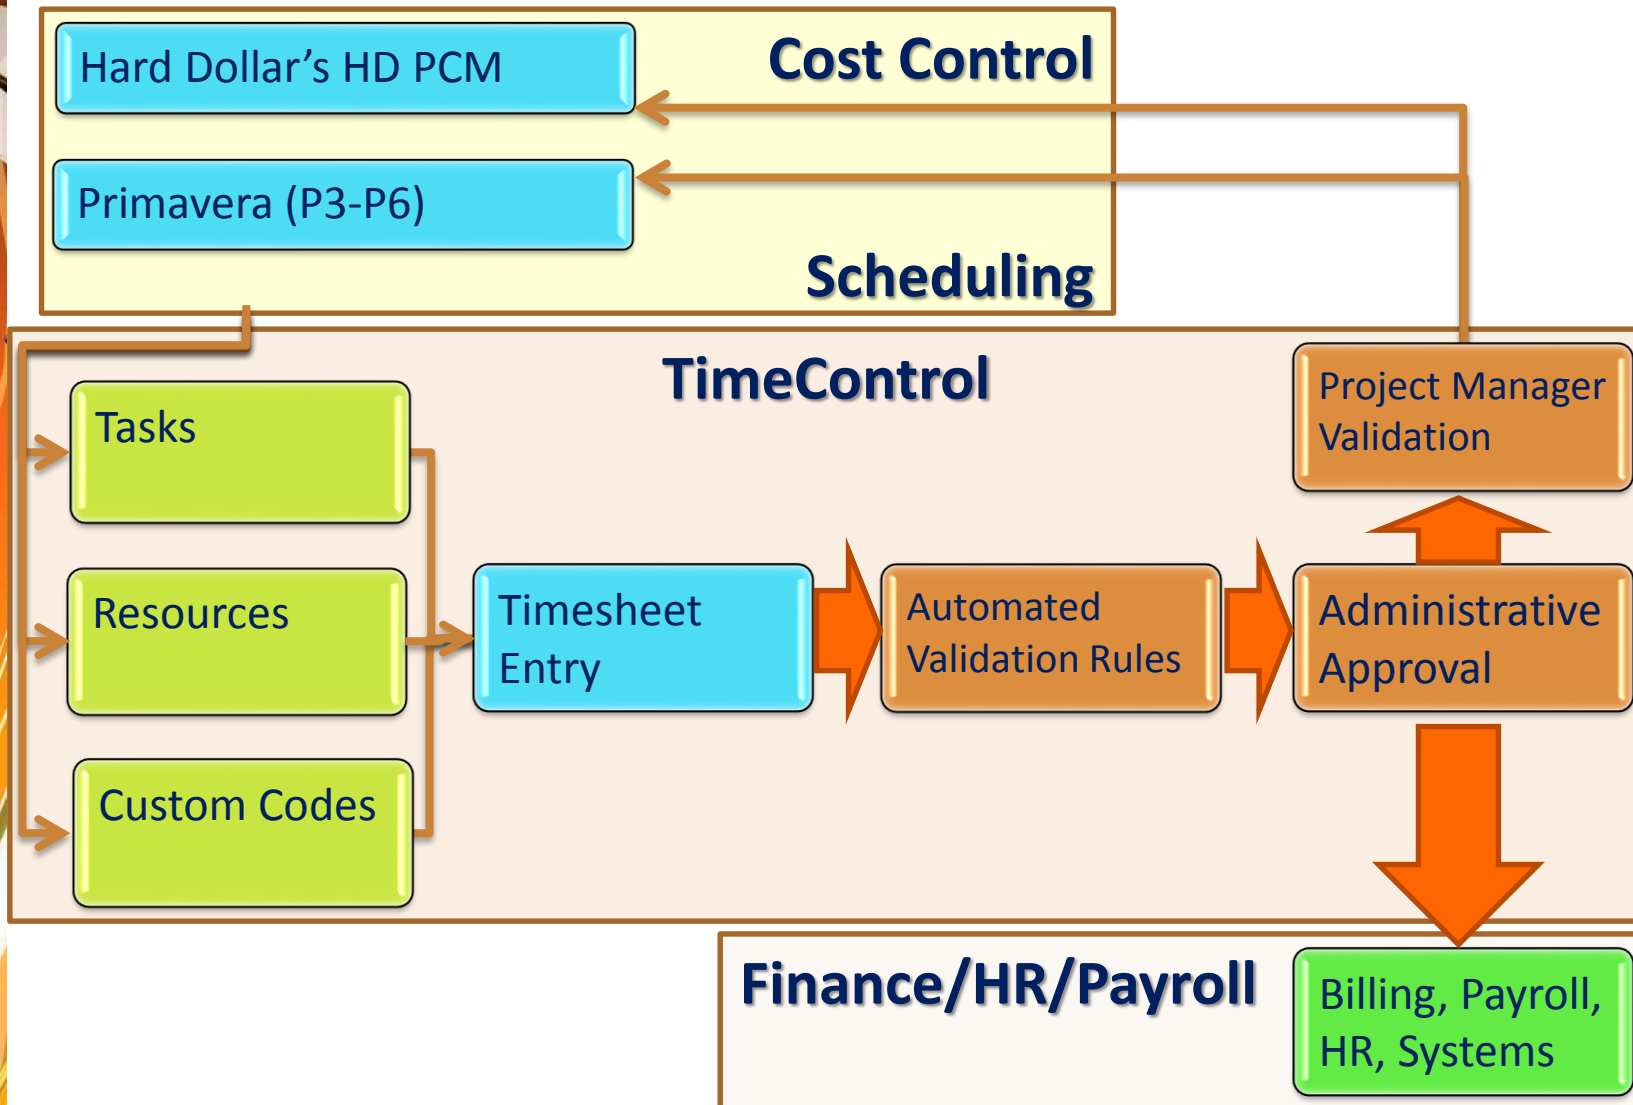 Hard Dollar’s HD PCM
Cost Control
Primavera (P3-P6)
Scheduling
TimeControl
Project Manager
Validation
Tasks
Resources
Timesheet
Entry
Automated
Validation Rules
Administrative
Approval
Custom Codes
Finance/HR/Payroll
Billing, Payroll,
HR, Systems